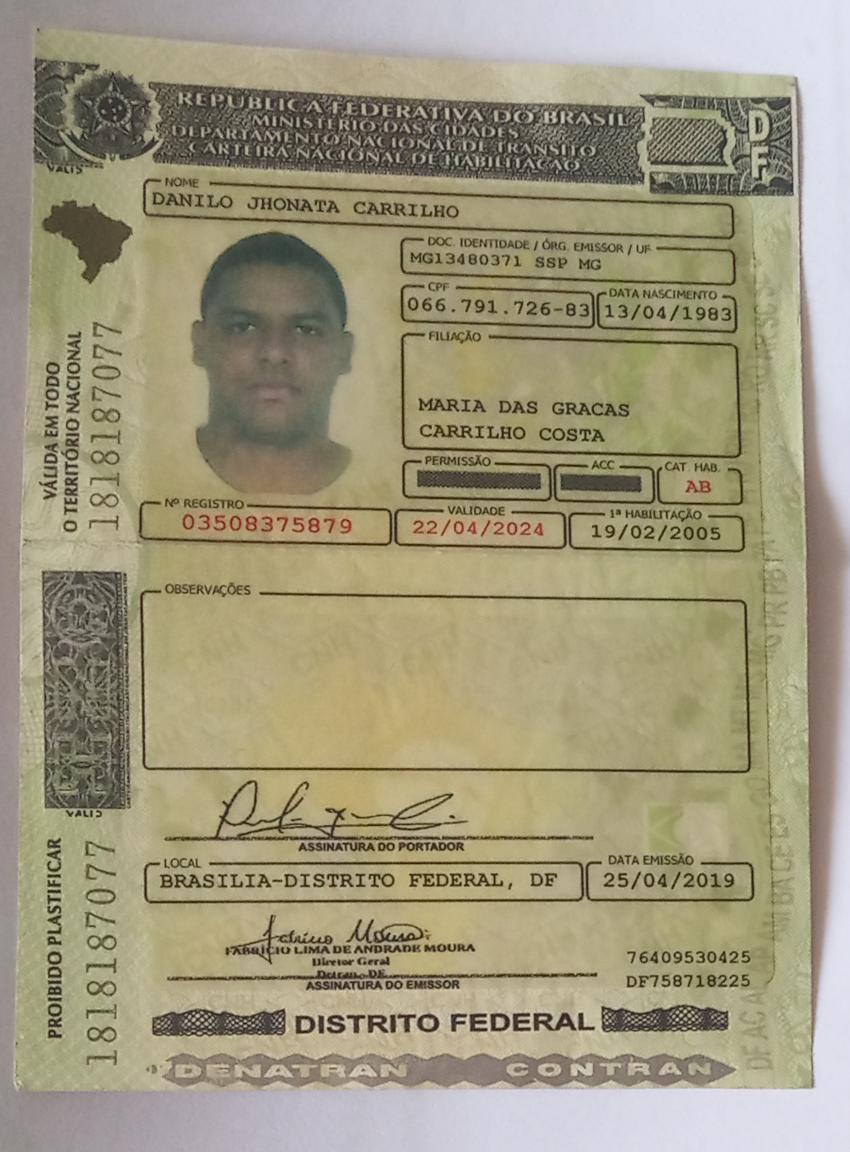 REPÚBLICA FEDERATIVA DO BRASIL
MINISTÉRIO DAS CIDADES
DEPARTAMENTO NACIONAL DE TRÂNSITO
CARTEIRA NACIONAL DE HABILITAÇÃO
DF
NOME
DANILO JHONATA CARRILHO
DOC. IDENTIDADE / ÓRG. EMISSOR / UF
MG13480371 SSP MG
CPF
066.791.726-83
DATA NASCIMENTO
13/04/1983
FILIAÇÃO
MARIA DAS GRACAS
CARRILHO COSTA
PERMISSÃO
ACC
CAT. HAB.
AB
Nº REGISTRO
03508375879
VALIDADE
22/04/2024
1ª HABILITAÇÃO
19/02/2005
VÁLIDA EM TODO
O TERRITÓRIO NACIONAL
1818187077
OBSERVAÇÕES
ASSINATURA DO PORTADOR
LOCAL
BRASILIA-DISTRITO FEDERAL, DF
DATA EMISSÃO
25/04/2019
FABRÍCIO LIMA DE ANDRADE MOURA
Diretor Geral
Detran-DF
ASSINATURA DO EMISSOR
76409530425
DF758718225
PROIBIDO PLASTIFICAR
1818187077
DISTRITO FEDERAL
DENATRAN CONTRAN